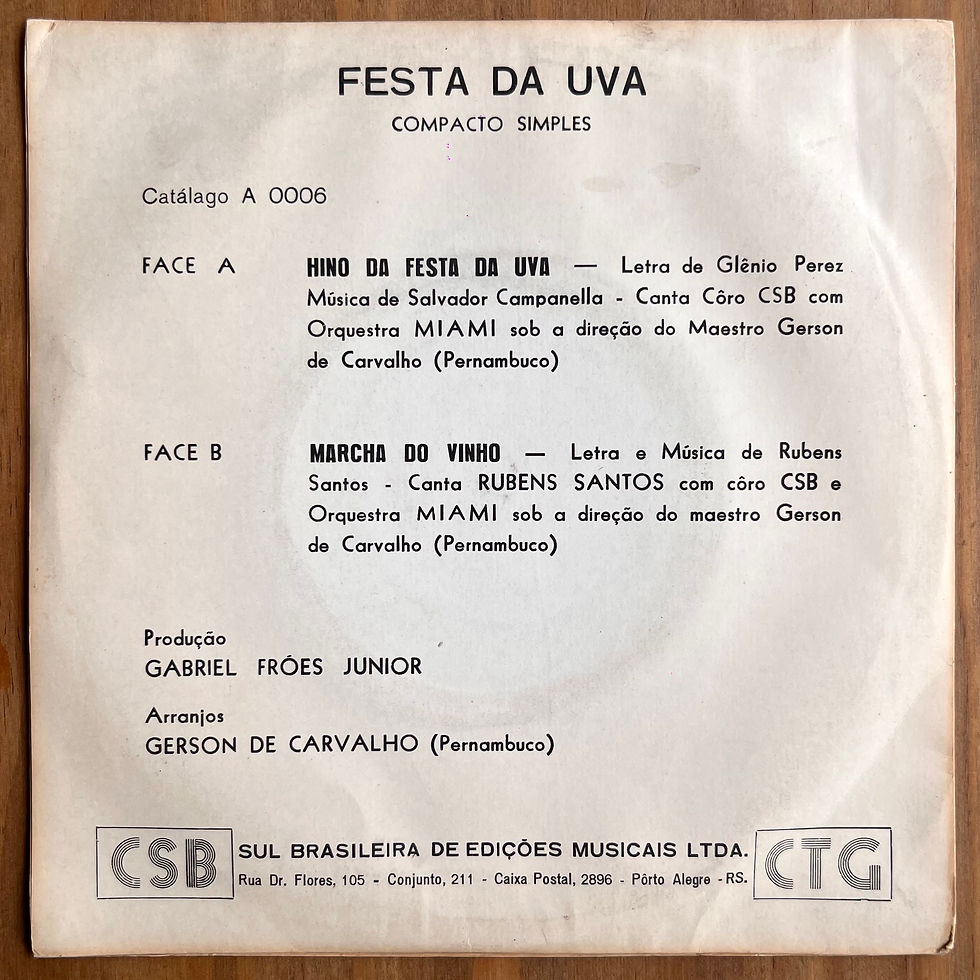 FESTA DA UVA
COMPACTO SIMPLES
Catálago A 0006
FACE A
HINO DA FESTA DA UVA — Letra de Glênio Perez
Música de Salvador Campanella - Canta Côro CSB com
Orquestra MIAMI sob a direção do Maestro Gerson
de Carvalho (Pernambuco)
FACE B
MARCHA DO VINHO — Letra e Música de Rubens
Santos - Canta RUBENS SANTOS com côro CSB e
Orquestra MIAMI sob a direção do maestro Gerson
de Carvalho (Pernambuco)
Produção
GABRIEL FRÓES JUNIOR
Arranjos
GERSON DE CARVALHO (Pernambuco)
CSB
SUL BRASILEIRA DE EDIÇÕES MUSICAIS LTDA.
Rua Dr. Flores, 105 - Conjunto, 211 - Caixa Postal, 2896 - Pôrto Alegre - RS.
CTG